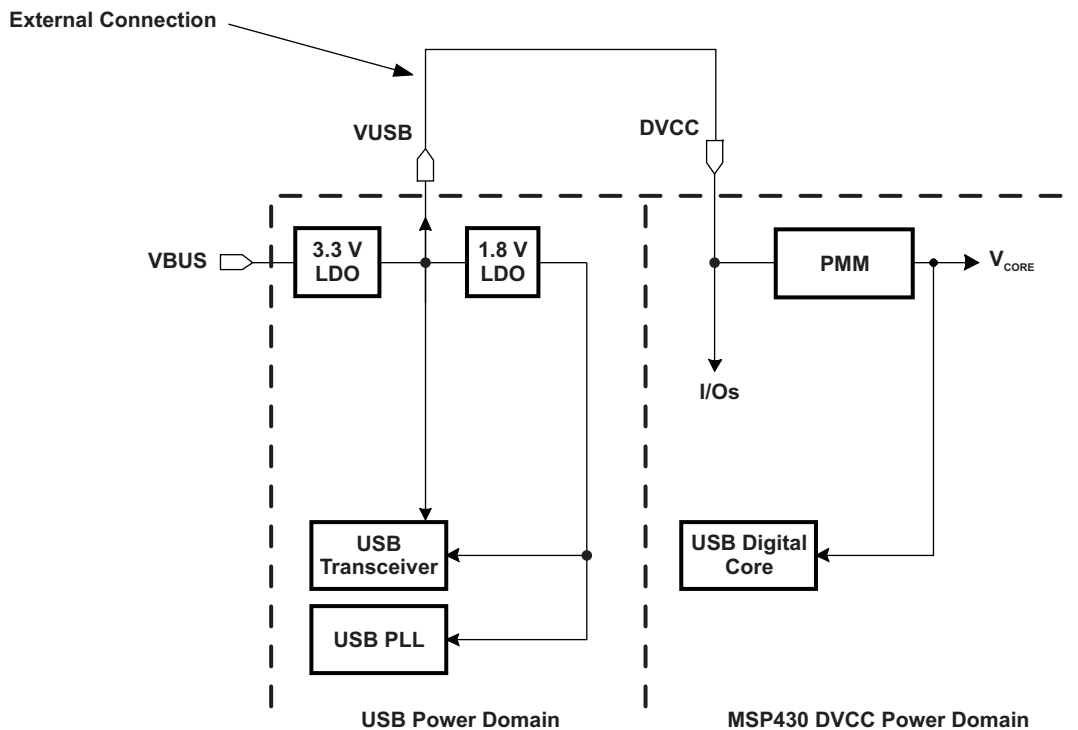 External Connection
VUSB
DVCC
VBUS
3.3 V
LDO
1.8 V
LDO
PMM
VCORE
I/Os
USB
Transceiver
USB Digital
Core
USB PLL
USB Power Domain
MSP430 DVCC Power Domain